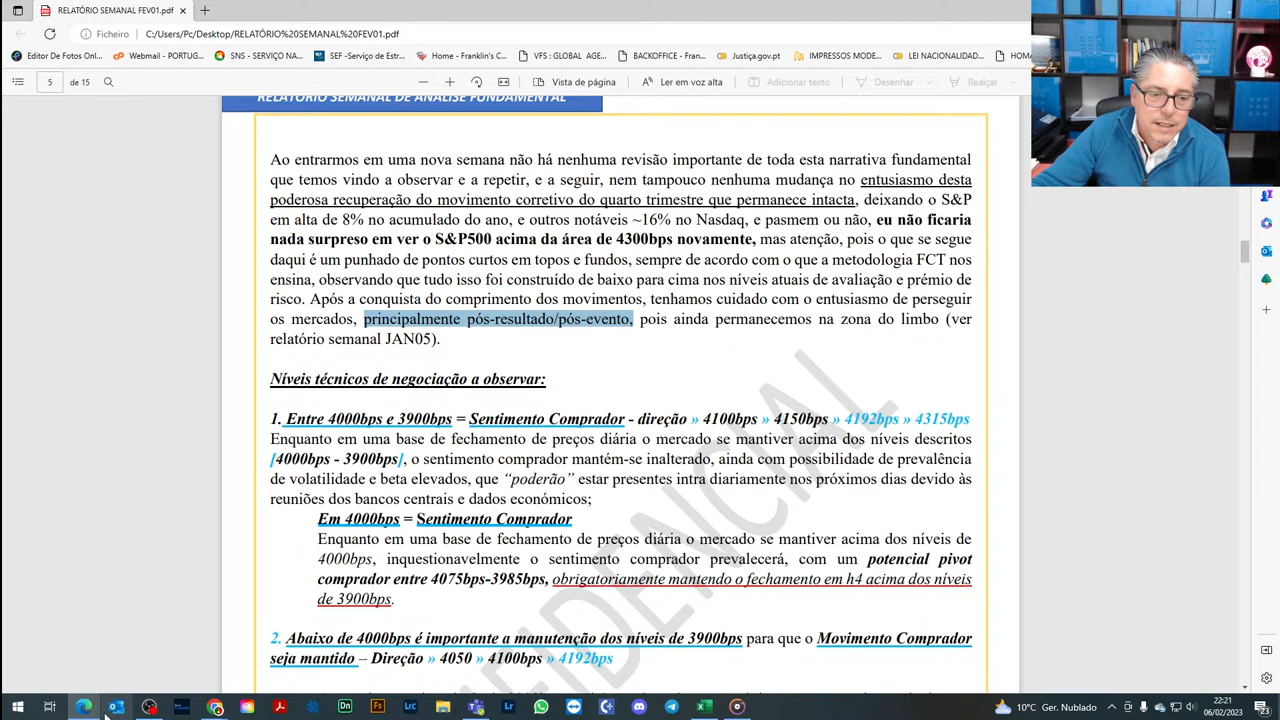 RELATÓRIO SEMANAL FEV01.pdf
Ficheiro
C:/Users/Pc/Desktop/RELATÓRIO%20SEMANAL%20FEV01.pdf
Editor De Fotos Onl...
Webmail - PORTUG...
SNS - SERVIÇO NA...
SEF -Serviço de Estr...
Home - Franklin's C...
VFS : GLOBAL AGE...
BACKOFFICE - Fran...
Justiça.gov.pt
IMPRESSOS MODE...
LEI NACIONALIDAD...
HOM
5 de 15
Vista de página
Ler em voz alta
Adicionar texto
Desenhar
Realçar
RELATÓRIO SEMANAL DE ANÁLISE FUNDAMENTAL
Ao entrarmos em uma nova semana não há nenhuma revisão importante de toda esta narrativa fundamental
que temos vindo a observar e a repetir, e a seguir, nem tampouco nenhuma mudança no entusiasmo desta
poderosa recuperação do movimento corretivo do quarto trimestre que permanece intacta, deixando o S&P
em alta de 8% no acumulado do ano, e outros notáveis ~16% no Nasdaq, e pasmem ou não, eu não ficaria
nada surpreso em ver o S&P500 acima da área de 4300bps novamente, mas atenção, pois o que se segue
daqui é um punhado de pontos curtos em topos e fundos, sempre de acordo com o que a metodologia FCT nos
ensina, observando que tudo isso foi construído de baixo para cima nos níveis atuais de avaliação e prémio de
risco. Após a conquista do comprimento dos movimentos, tenhamos cuidado com o entusiasmo de perseguir
os mercados, principalmente pós-resultado/pós-evento, pois ainda permanecemos na zona do limbo (ver
relatório semanal JAN05).
Níveis técnicos de negociação a observar:
1. Entre 4000bps e 3900bps = Sentimento Comprador - direção » 4100bps » 4150bps » 4192bps » 4315bps
Enquanto em uma base de fechamento de preços diária o mercado se mantiver acima dos níveis descritos
[4000bps - 3900bps], o sentimento comprador mantém-se inalterado, ainda com possibilidade de prevalência
de volatilidade e beta elevados, que “poderão” estar presentes intra diariamente nos próximos dias devido às
reuniões dos bancos centrais e dados económicos;
Em 4000bps = Sentimento Comprador
Enquanto em uma base de fechamento de preços diária o mercado se mantiver acima dos níveis de
4000bps, inquestionavelmente o sentimento comprador prevalecerá, com um potencial pivot
comprador entre 4075bps-3985bps, obrigatoriamente mantendo o fechamento em h4 acima dos níveis
de 3900bps.
2. Abaixo de 4000bps é importante a manutenção dos níveis de 3900bps para que o Movimento Comprador
seja mantido – Direção » 4050 » 4100bps » 4192bps
10°C Ger. Nublado
22:21
06/02/2023
23